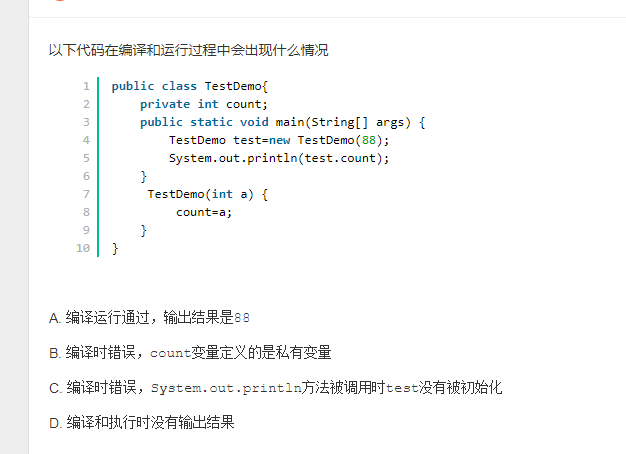 以下代码在编译和运行过程中会出现什么情况
1 public class TestDemo{
2     private int count;
3     public static void main(String[] args) {
4         TestDemo test=new TestDemo(88);
5         System.out.println(test.count);
6     }
7      TestDemo(int a) {
8          count=a;
9     }
10 }
A. 编译运行通过，输出结果是88
B. 编译时错误，count变量定义的是私有变量
C. 编译时错误，System.out.println方法被调用时test没有被初始化
D. 编译和执行时没有输出结果